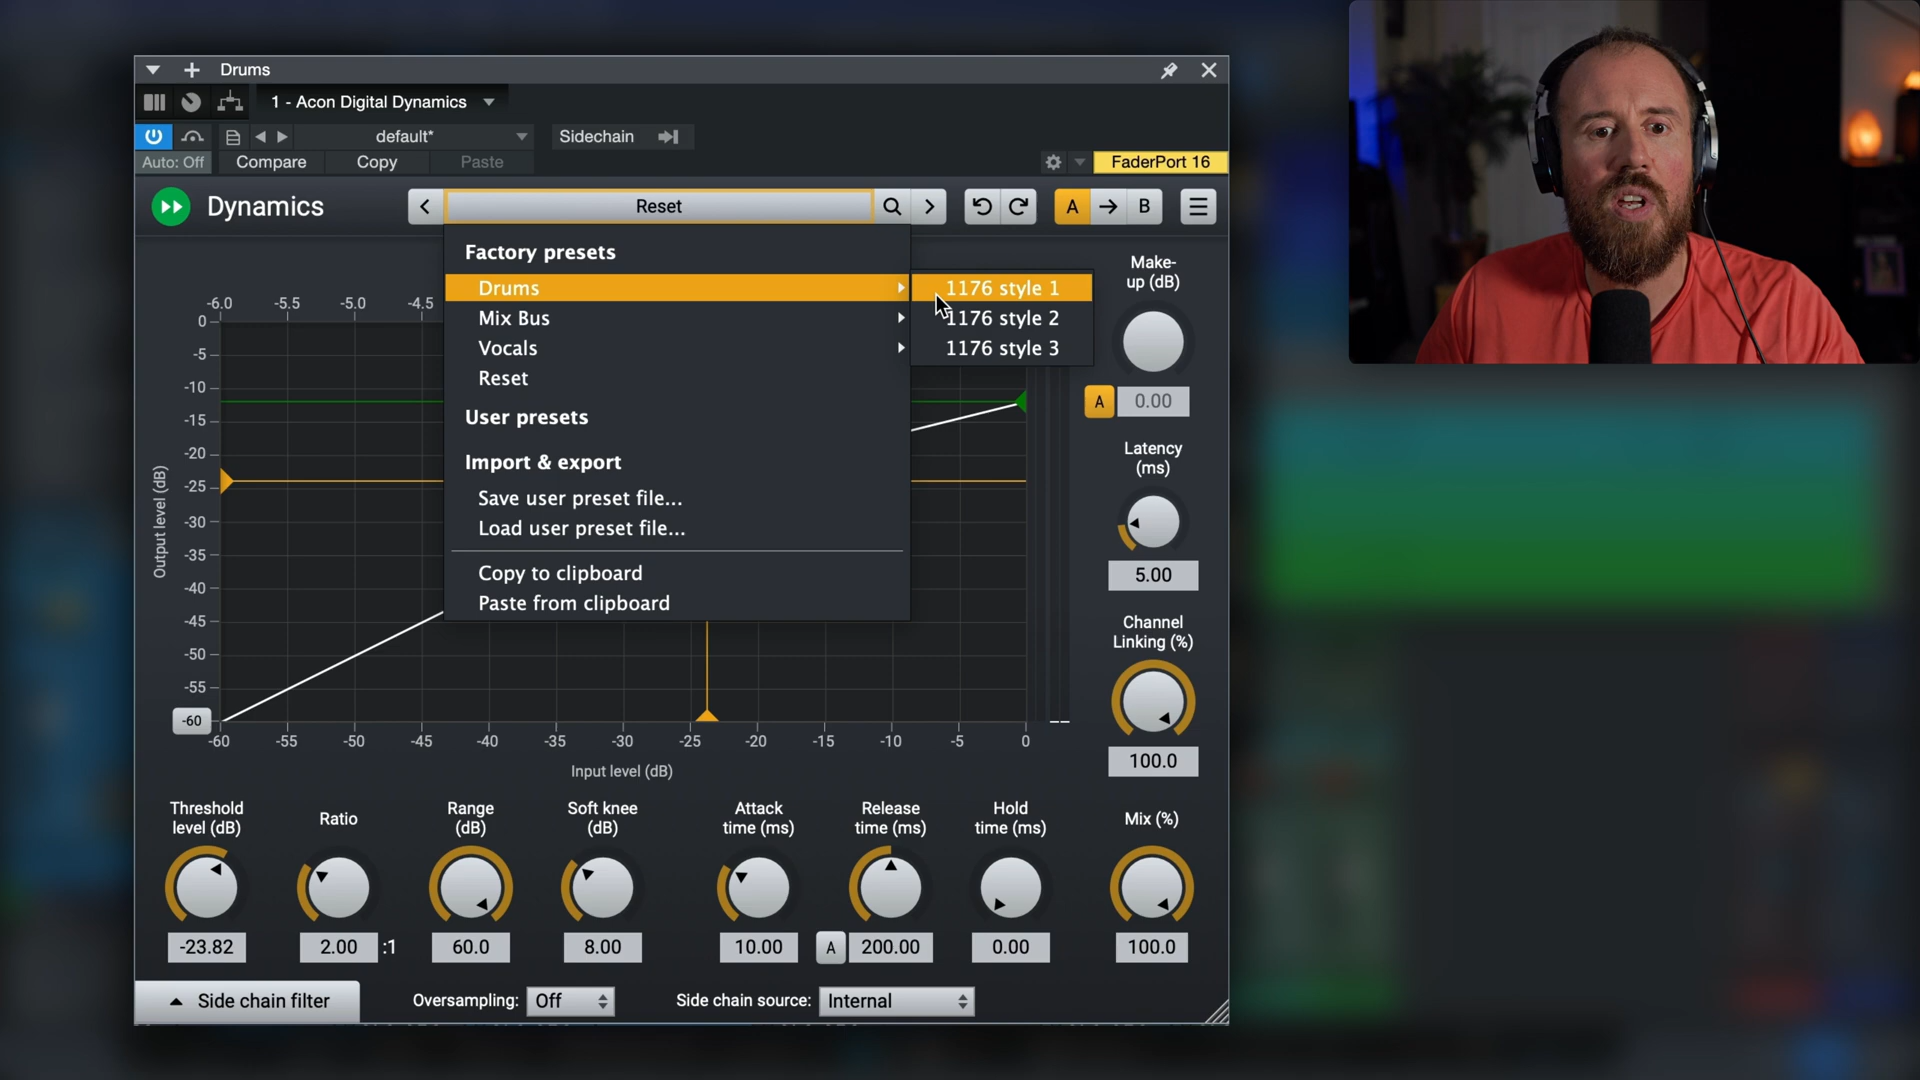 Drums
1 - Acon Digital Dynamics
default*
Sidechain
Auto: Off
Compare
Copy
Paste
FaderPort 16
Dynamics
Reset
A
B
Factory presets
Drums
Mix Bus
Vocals
Reset
User presets
Import & export
Save user preset file...
Load user preset file...
Copy to clipboard
Paste from clipboard
1176 style 1
1176 style 2
1176 style 3
-6.0 -5.5 -5.0 -4.5
0
-5
-10
-15
-20
-25
-30
-35
-40
-45
-50
-55
-60
Output level (dB)
-60 -55 -50 -45 -40 -35 -30 -25 -20 -15 -10 -5 0
Input level (dB)
Make-
up (dB)
A 0.00
Latency
(ms)
5.00
Channel
Linking (%)
100.0
Threshold
level (dB)
-23.82
Ratio
2.00 :1
Range
(dB)
60.0
Soft knee
(dB)
8.00
Attack
time (ms)
10.00
Release
time (ms)
A 200.00
Hold
time (ms)
0.00
Mix (%)
100.0
Side chain filter
Oversampling: Off
Side chain source: Internal